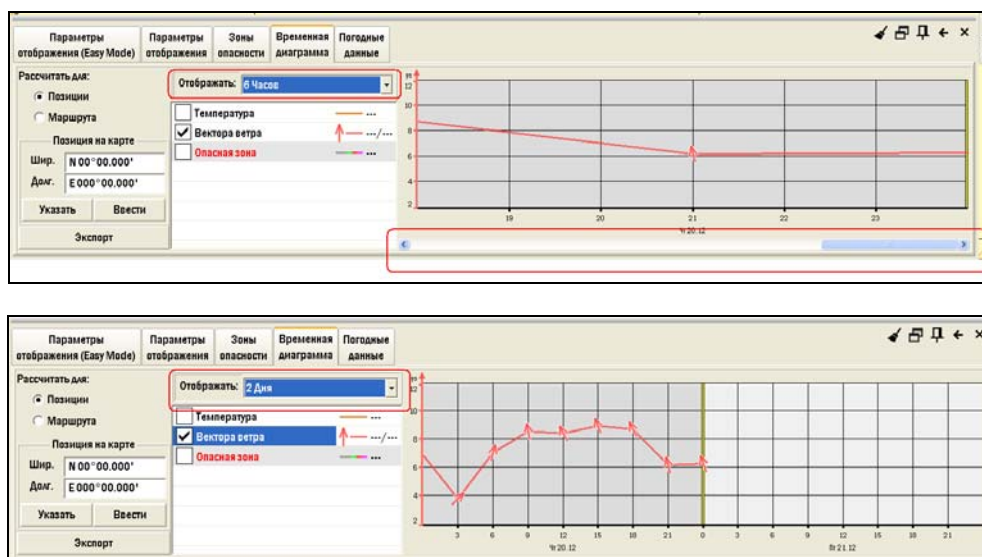 Параметры отображения (Easy Mode)
Параметры отображения
Зоны опасности
Временная диаграмма
Погодные данные
Рассчитать для:
Позиции
Маршрута
Позиция на карте
Шир. N 00°00.000'
Долг. E 000°00.000'
Указать Ввести
Экспорт
Отображать: 6 Часов
Температура ---
Вектора ветра ---/---
Опасная зона ---
12
10
8
6
4
2
19 20 21 22 23
Чт 20.12
Параметры отображения (Easy Mode)
Параметры отображения
Зоны опасности
Временная диаграмма
Погодные данные
Рассчитать для:
Позиции
Маршрута
Позиция на карте
Шир. N 00°00.000'
Долг. E 000°00.000'
Указать Ввести
Экспорт
Отображать: 2 Дня
Температура ---
Вектора ветра ---/---
Опасная зона ---
12
10
8
6
4
2
3 6 9 12 15 18 21 0 3 6 9 12 15 18 21
Чт 20.12 Пт 21.12